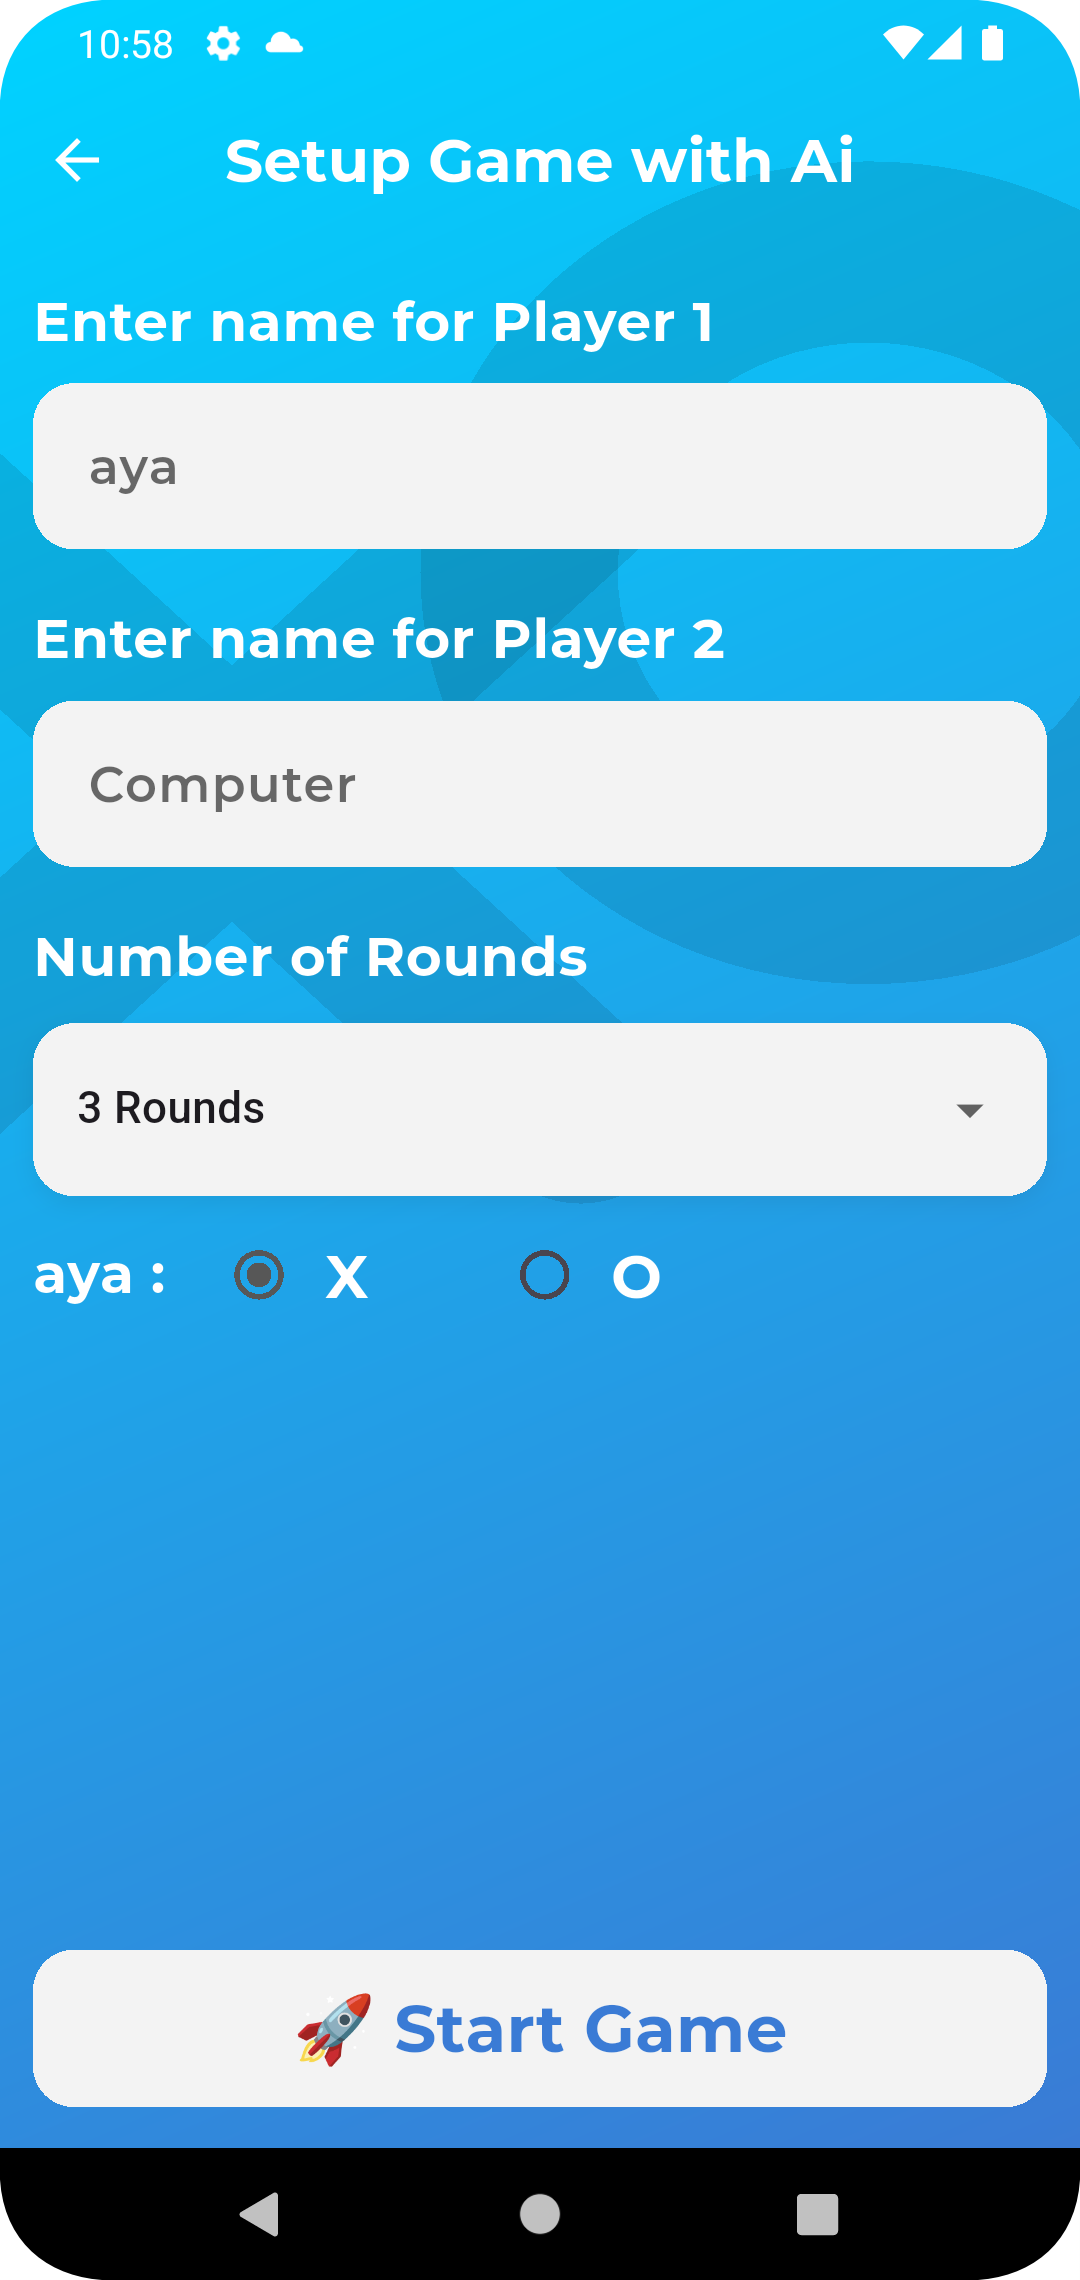 10:58
Setup Game with Ai
Enter name for Player 1
aya
Enter name for Player 2
Computer
Number of Rounds
3 Rounds
aya : X O
🚀 Start Game